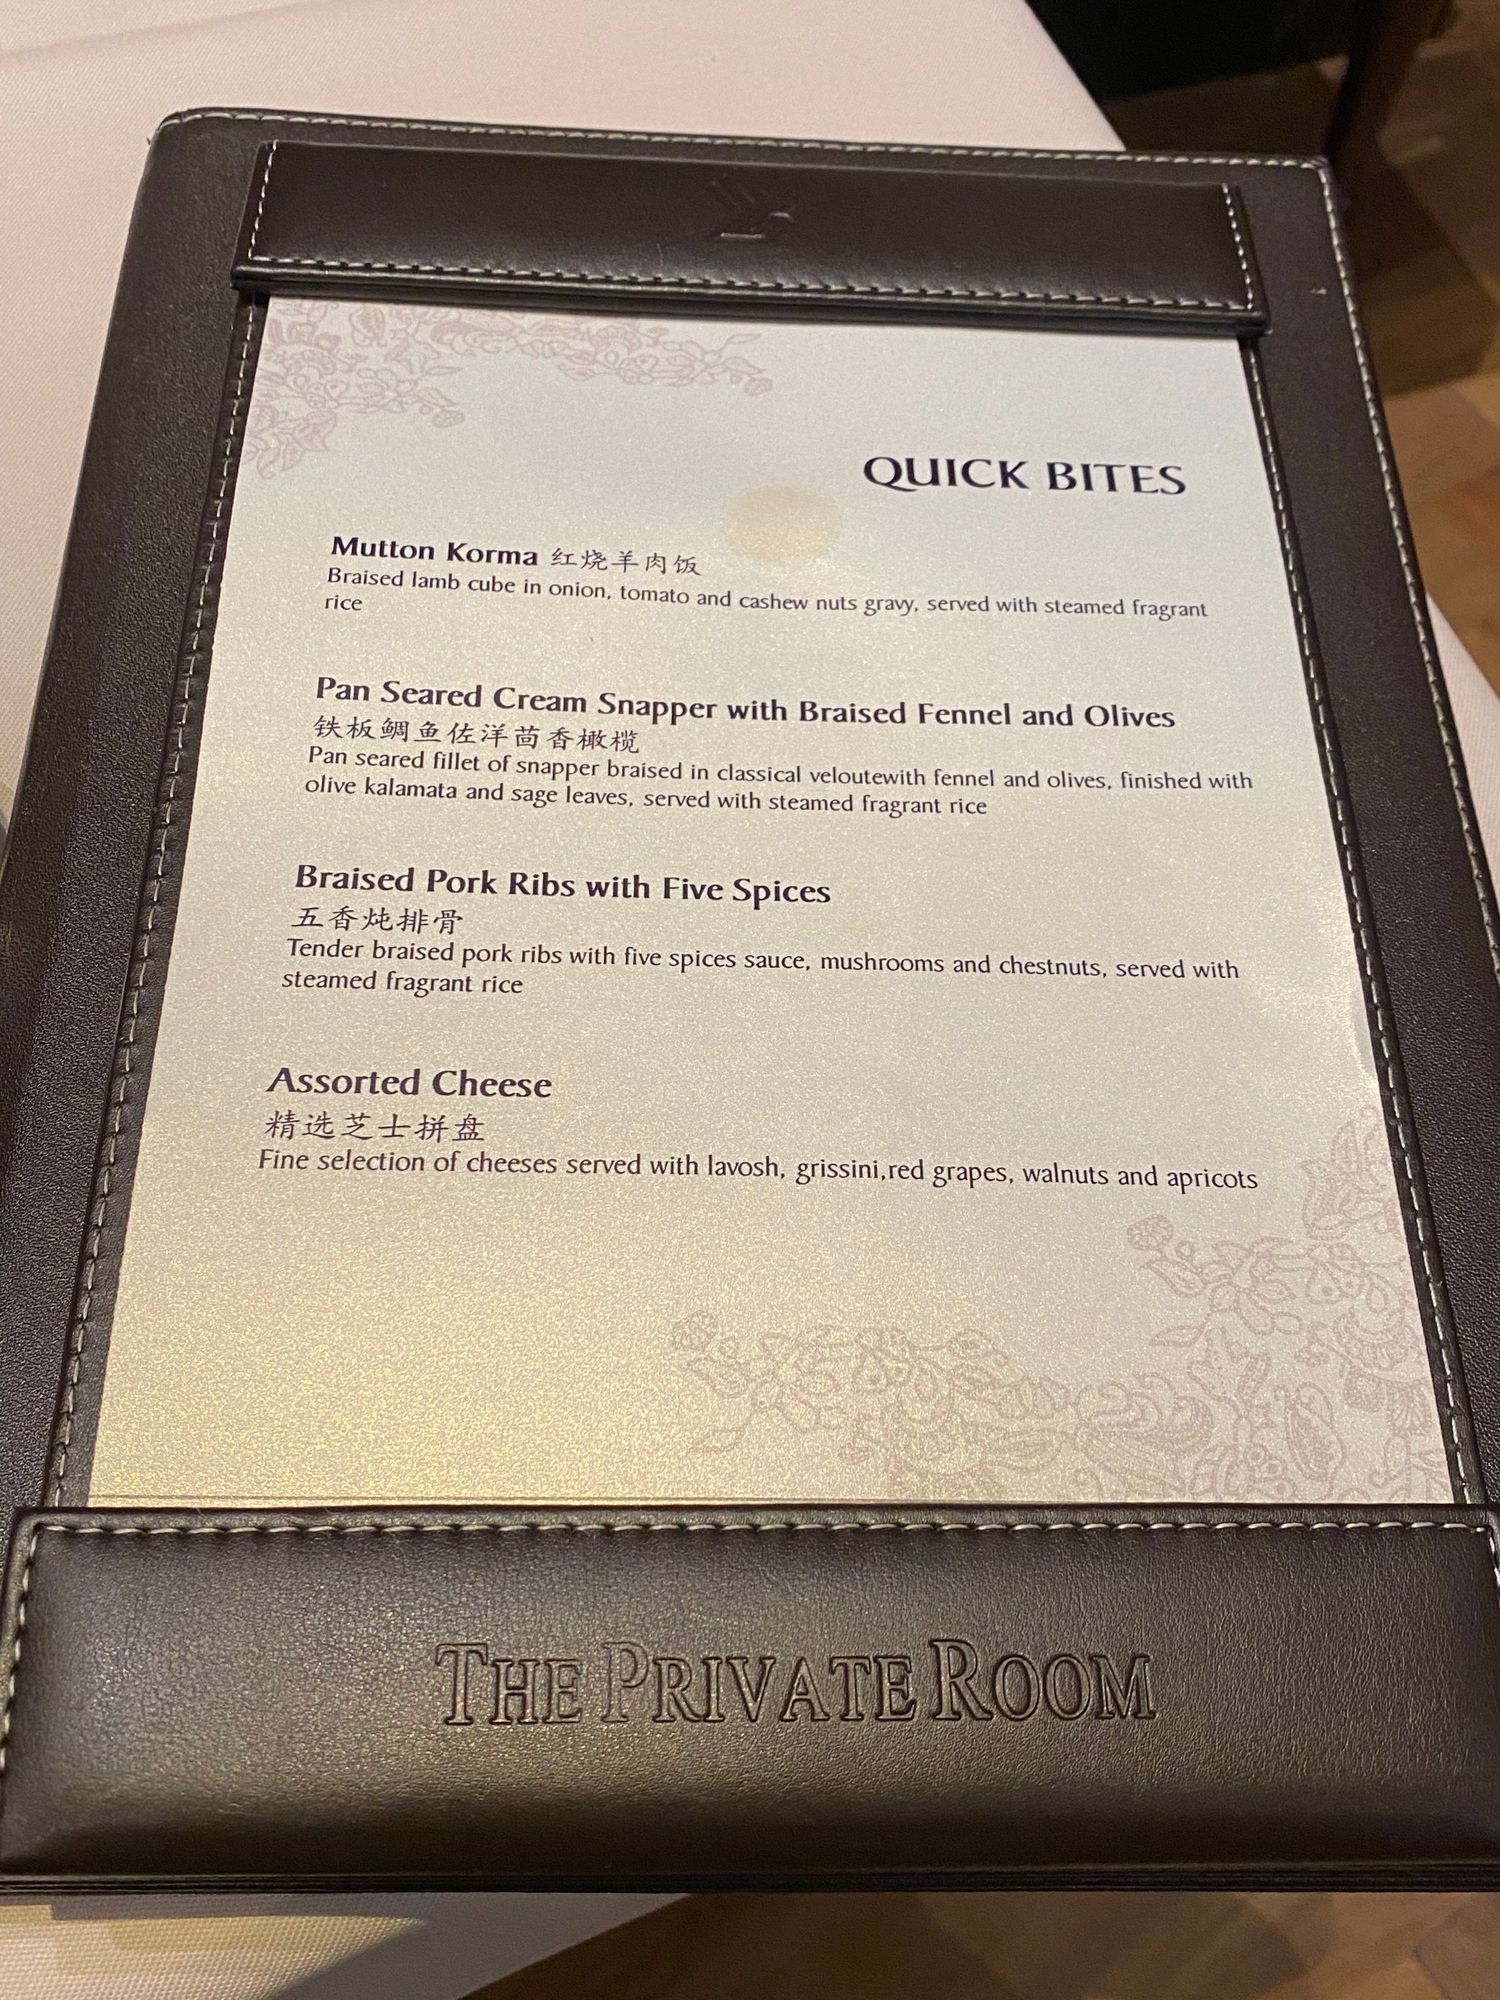 QUICK BITES
Mutton Korma 红烧羊肉饭
Braised lamb cube in onion, tomato and cashew nuts gravy, served with steamed fragrant
rice
Pan Seared Cream Snapper with Braised Fennel and Olives
铁板鲷鱼佐洋茴香橄榄
Pan seared fillet of snapper braised in classical veloutewith fennel and olives, finished with
olive kalamata and sage leaves, served with steamed fragrant rice
Braised Pork Ribs with Five Spices
五香炖排骨
Tender braised pork ribs with five spices sauce, mushrooms and chestnuts, served with
steamed fragrant rice
Assorted Cheese
精选芝士拼盘
Fine selection of cheeses served with lavosh, grissini,red grapes, walnuts and apricots
THE PRIVATE ROOM